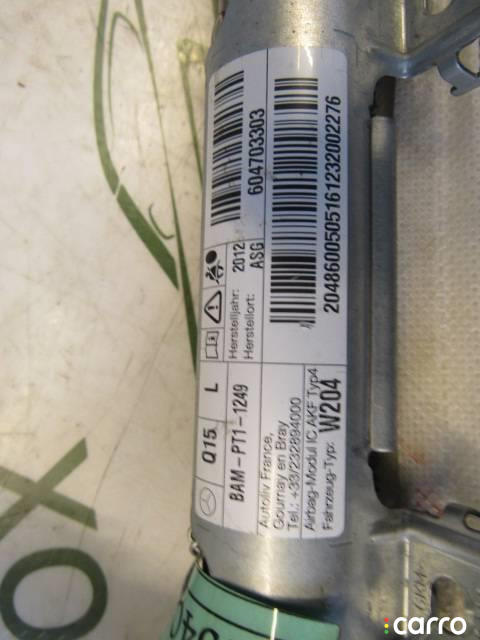 604703303
2048600505161232002276
Herstelljahr: 2012
Herstellort: ASG
Q15 L
BAM-PT1-1249
Autoliv France,
Gournay en Bray
Tel.: +33/232894000
Airbag-Modul IC AKF Typ4
Fahrzeug-Typ: W204
carro